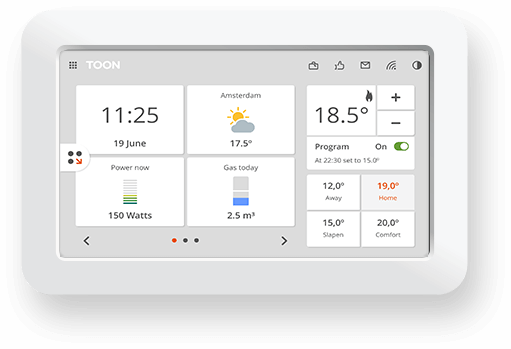 TOON
11:25
19 June
Amsterdam
17.5°
Power now
150 Watts
Gas today
2.5 m³
18.5°
+
−
Program On
At 22:30 set to 15.0°
12,0°
Away
19,0°
Home
15,0°
Slapen
20,0°
Comfort